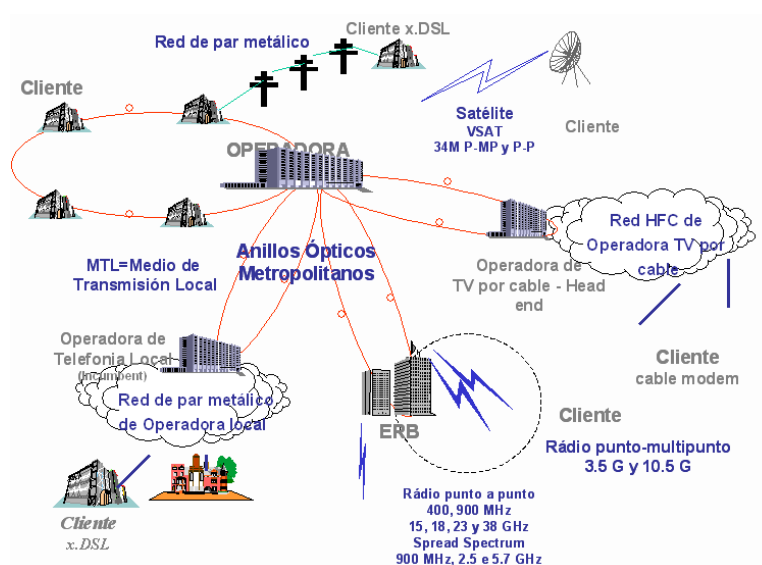 Red de par metálico
Cliente x.DSL
Cliente
Satélite
VSAT
34M P-MP y P-P
Cliente
OPERADORA
Anillos Ópticos
Metropolitanos
MTL=Medio de
Transmisión Local
Red HFC de
Operadora TV por
cable
Operadora de
TV por cable - Head
end
Cliente
cable modem
Operadora de
Telefonia Local
(Incumbent)
Red de par metálico
de Operadora local
ERB
Cliente
Rádio punto-multipunto
3.5 G y 10.5 G
Cliente
x.DSL
Rádio punto a punto
400, 900 MHz
15, 18, 23 y 38 GHz
Spread Spectrum
900 MHz, 2.5 e 5.7 GHz